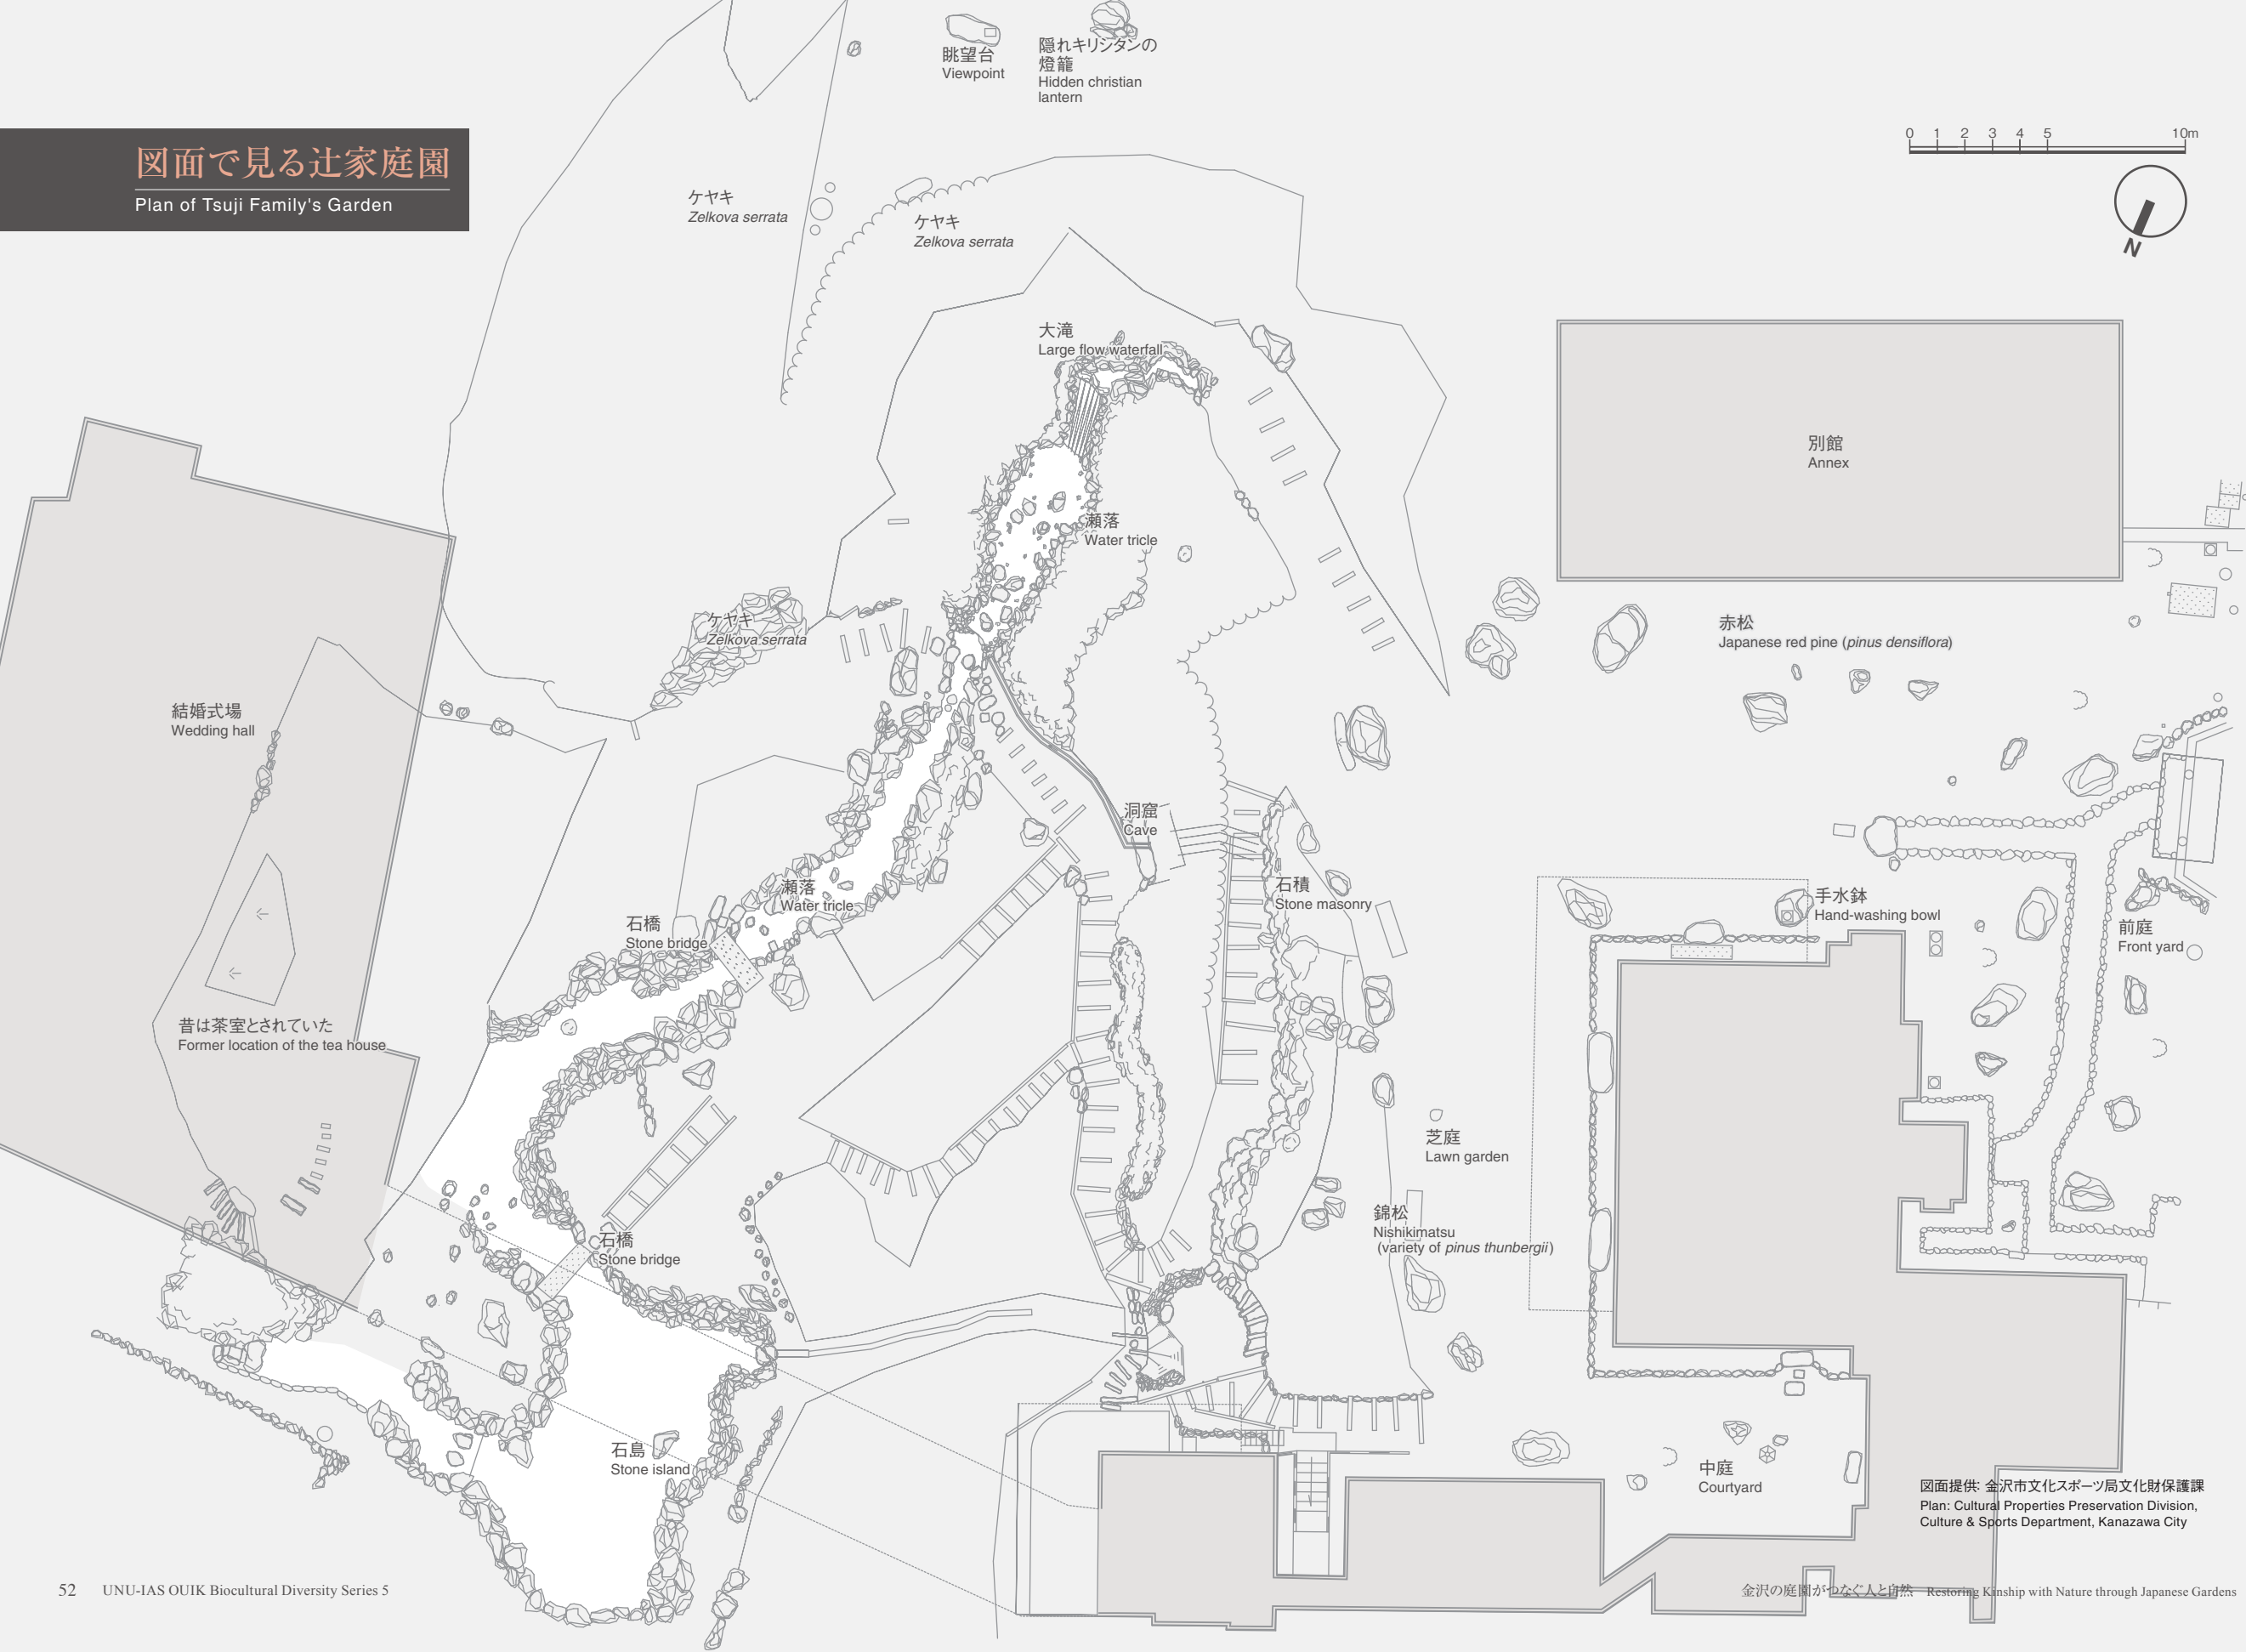 眺望台
Viewpoint
隠れキリシタンの
燈籠
Hidden christian
lantern
0 1 2 3 4 5 10m
N
図面で見る辻家庭園
Plan of Tsuji Family's Garden
ケヤキ
Zelkova serrata
ケヤキ
Zelkova serrata
大滝
Large flow waterfall
別館
Annex
瀬落
Water tricle
ケヤキ
Zelkova serrata
赤松
Japanese red pine (pinus densiflora)
結婚式場
Wedding hall
洞窟
Cave
瀬落
Water tricle
石積
Stone masonry
手水鉢
Hand-washing bowl
石橋
Stone bridge
前庭
Front yard
昔は茶室とされていた
Former location of the tea house
芝庭
Lawn garden
錦松
Nishikimatsu
(variety of pinus thunbergii)
石橋
Stone bridge
石島
Stone island
中庭
Courtyard
図面提供: 金沢市文化スポーツ局文化財保護課
Plan: Cultural Properties Preservation Division,
Culture & Sports Department, Kanazawa City
52 UNU-IAS OUIK Biocultural Diversity Series 5
金沢の庭園がつなぐ人と自然 Restoring Kinship with Nature through Japanese Gardens